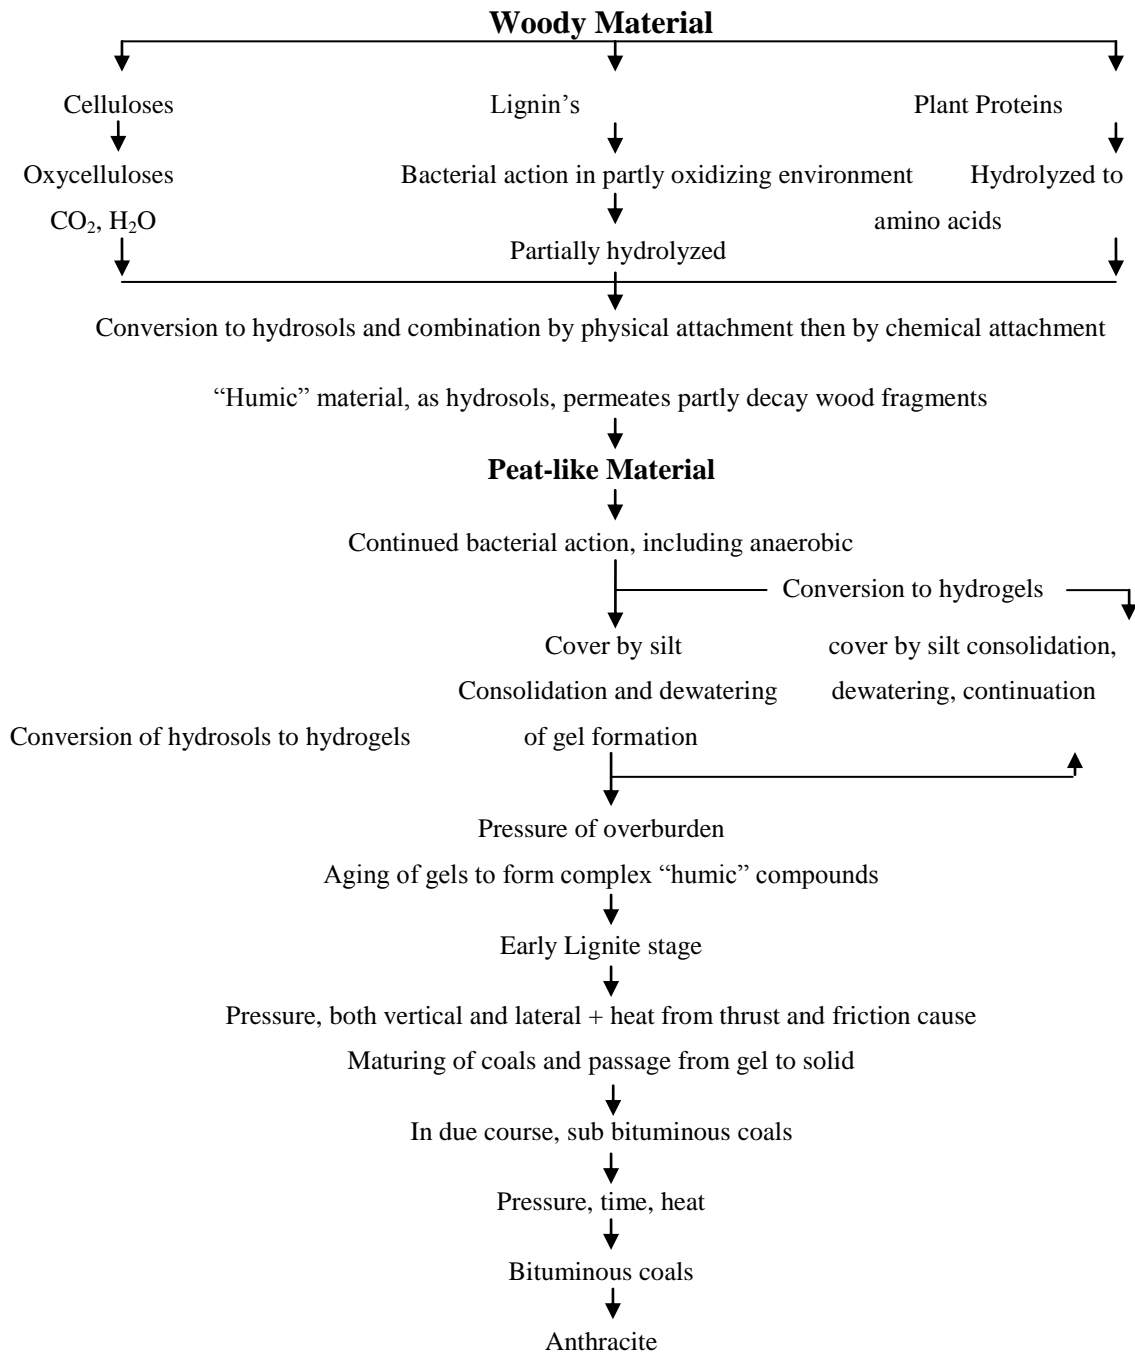 Woody Material
Celluloses Lignin’s Plant Proteins
Oxycelluloses Bacterial action in partly oxidizing environment Hydrolyzed to
CO₂, H₂O amino acids
Partially hydrolyzed
Conversion to hydrosols and combination by physical attachment then by chemical attachment
“Humic” material, as hydrosols, permeates partly decay wood fragments
Peat-like Material
Continued bacterial action, including anaerobic
Conversion to hydrogels
Cover by silt cover by silt consolidation,
Consolidation and dewatering dewatering, continuation
Conversion of hydrosols to hydrogels of gel formation
Pressure of overburden
Aging of gels to form complex “humic” compounds
Early Lignite stage
Pressure, both vertical and lateral + heat from thrust and friction cause
Maturing of coals and passage from gel to solid
In due course, sub bituminous coals
Pressure, time, heat
Bituminous coals
Anthracite